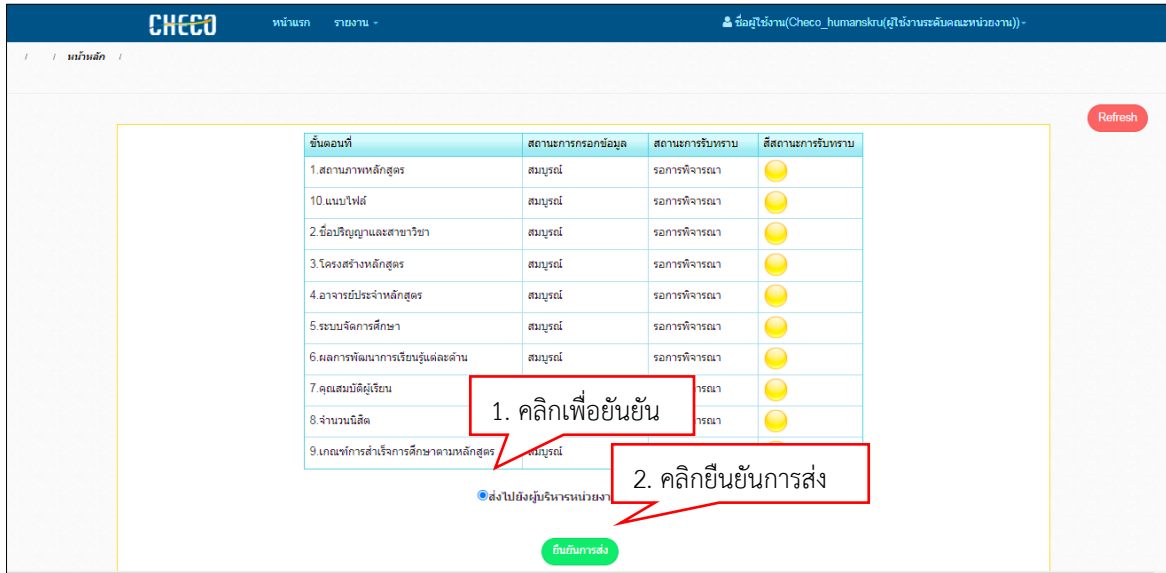 CHECO หน้าแรก รายงาน ชื่อผู้ใช้งาน(Checo_humanskru(ผู้ใช้งานระดับคณะหน่วยงาน))
/ / หน้าหลัก /
Refresh
ขั้นตอนที่ สถานะการกรอกข้อมูล สถานะการรับทราบ สีสถานะการรับทราบ
1.สถานภาพหลักสูตร สมบูรณ์ รอการพิจารณา
10.แนบไฟล์ สมบูรณ์ รอการพิจารณา
2.ชื่อปริญญาและสาขาวิชา สมบูรณ์ รอการพิจารณา
3.โครงสร้างหลักสูตร สมบูรณ์ รอการพิจารณา
4.อาจารย์ประจำหลักสูตร สมบูรณ์ รอการพิจารณา
5.ระบบจัดการศึกษา สมบูรณ์ รอการพิจารณา
6.ผลการพัฒนาการเรียนรู้แต่ละด้าน สมบูรณ์ รอการพิจารณา
7.คุณสมบัติผู้เรียน
1. คลิกเพื่อยันยัน
8.จำนวนนิสิต
9.เกณฑ์การสำเร็จการศึกษาตามหลักสูตร สมบูรณ์
2. คลิกยืนยันการส่ง
ส่งไปยังผู้บริหารหน่วยงา
ยืนยันการส่ง